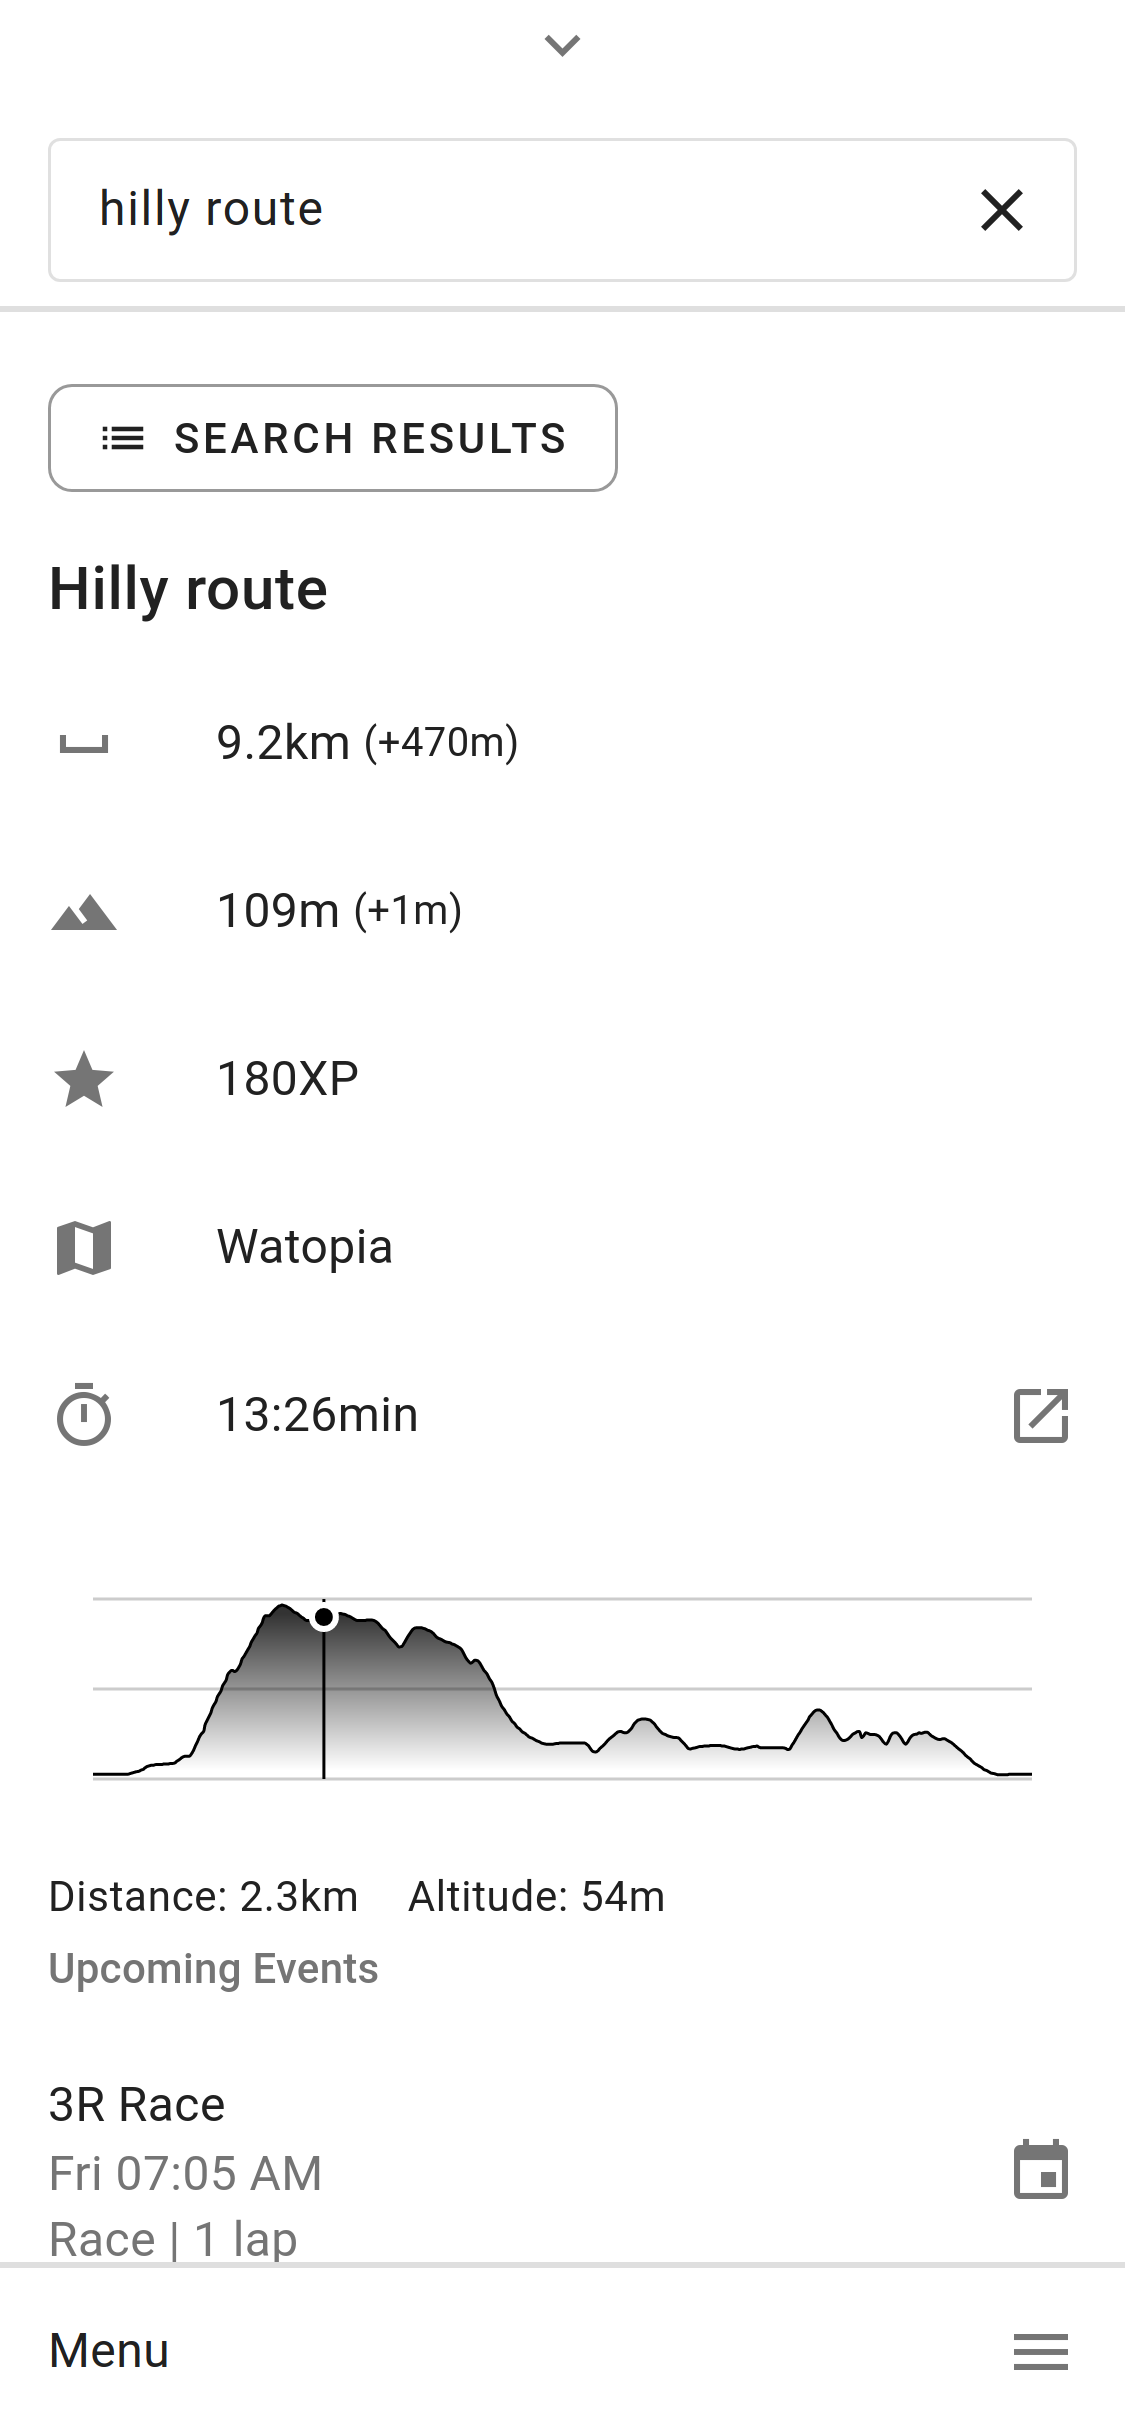 hilly route
SEARCH RESULTS
Hilly route
9.2km (+470m)
109m (+1m)
180XP
Watopia
13:26min
Distance: 2.3km Altitude: 54m
Upcoming Events
3R Race
Fri 07:05 AM
Race | 1 lap
Menu